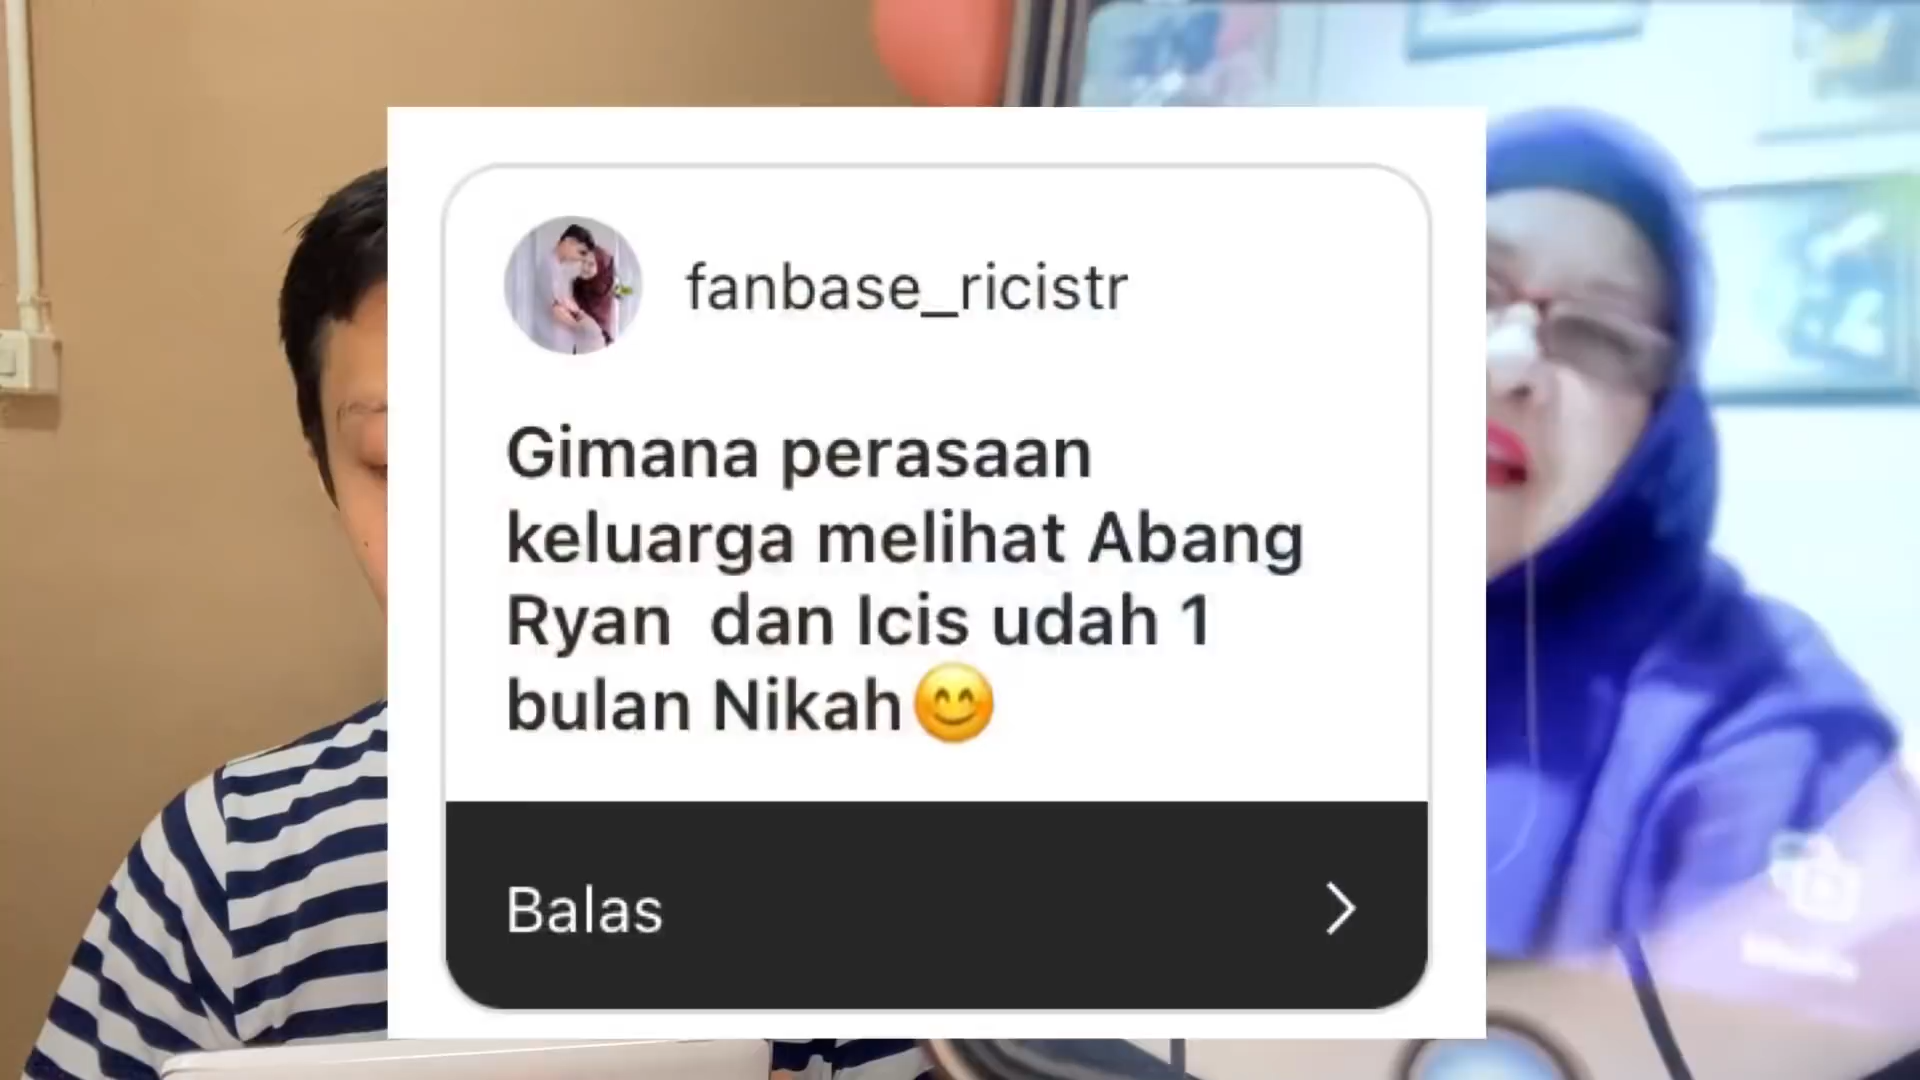 fanbase_ricistr
Gimana perasaan
keluarga melihat Abang
Ryan  dan Icis udah 1
bulan Nikah😊
Balas